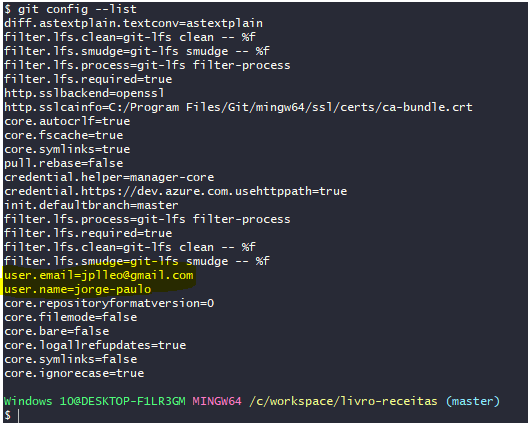 $ git config --list
diff.astextplain.textconv=astextplain
filter.lfs.clean=git-lfs clean -- %f
filter.lfs.smudge=git-lfs smudge -- %f
filter.lfs.process=git-lfs filter-process
filter.lfs.required=true
http.sslbackend=openssl
http.sslcainfo=C:/Program Files/Git/mingw64/ssl/certs/ca-bundle.crt
core.autocrlf=true
core.fscache=true
core.symlinks=true
pull.rebase=false
credential.helper=manager-core
credential.https://dev.azure.com.usehttppath=true
init.defaultbranch=master
filter.lfs.process=git-lfs filter-process
filter.lfs.required=true
filter.lfs.clean=git-lfs clean -- %f
filter.lfs.smudge=git-lfs smudge -- %f
user.email=jplleo@gmail.com
user.name=jorge-paulo
core.repositoryformatversion=0
core.filemode=false
core.bare=false
core.logallrefupdates=true
core.symlinks=false
core.ignorecase=true
Windows 10@DESKTOP-F1LR3GM MINGW64 /c/workspace/livro-receitas (master)
$